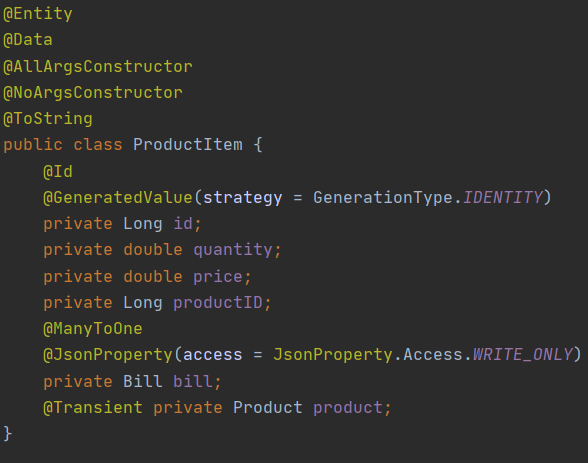 @Entity
@Data
@AllArgsConstructor
@NoArgsConstructor
@ToString
public class ProductItem {
    @Id
    @GeneratedValue(strategy = GenerationType.IDENTITY)
    private Long id;
    private double quantity;
    private double price;
    private Long productID;
    @ManyToOne
    @JsonProperty(access = JsonProperty.Access.WRITE_ONLY)
    private Bill bill;
    @Transient private Product product;
}